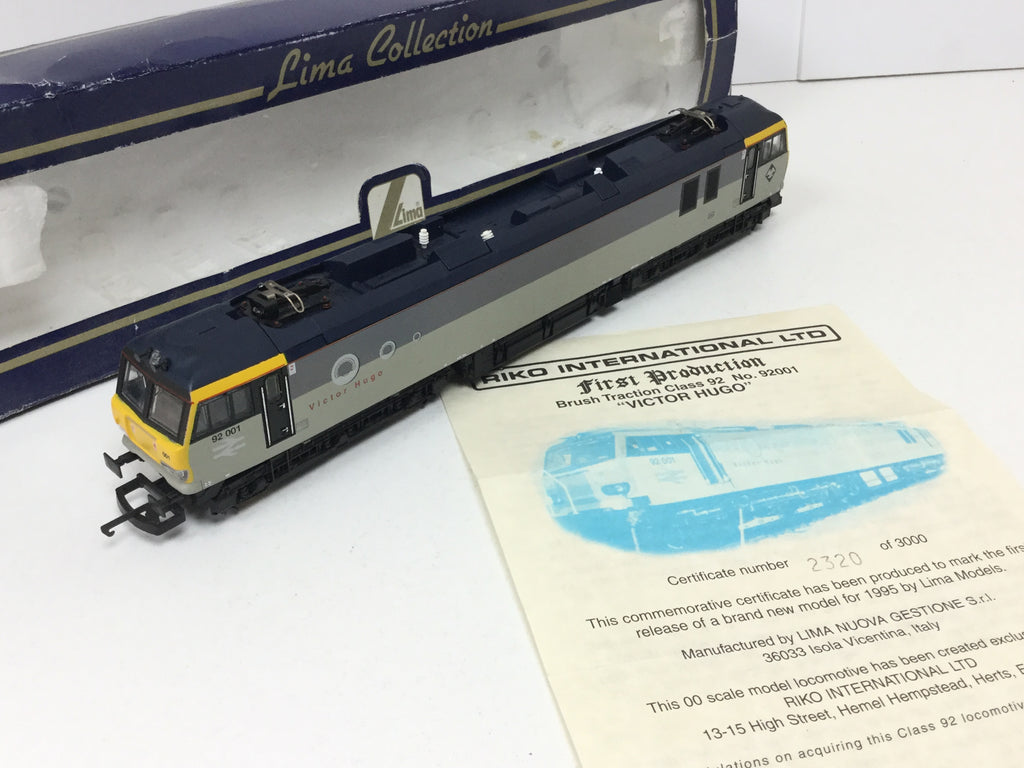 Lima Collection
Lima
Victor Hugo
92 001
001
RIKO INTERNATIONAL LTD
First Production
Brush Traction Class 92 No. 92001
"VICTOR HUGO"
92 001
Victor Hugo
Certificate number 2320 of 3000
This commemorative certificate has been produced to mark the
release of a brand new model for 1995 by Lima Models.
Manufactured by LIMA NUOVA GESTIONE S.r.l.
36033 Isola Vicentina, Italy
This 00 scale model locomotive has been created
RIKO INTERNATIONAL LTD
13-15 High Street, Hemel Hempstead, Herts,
on acquiring this Class 92